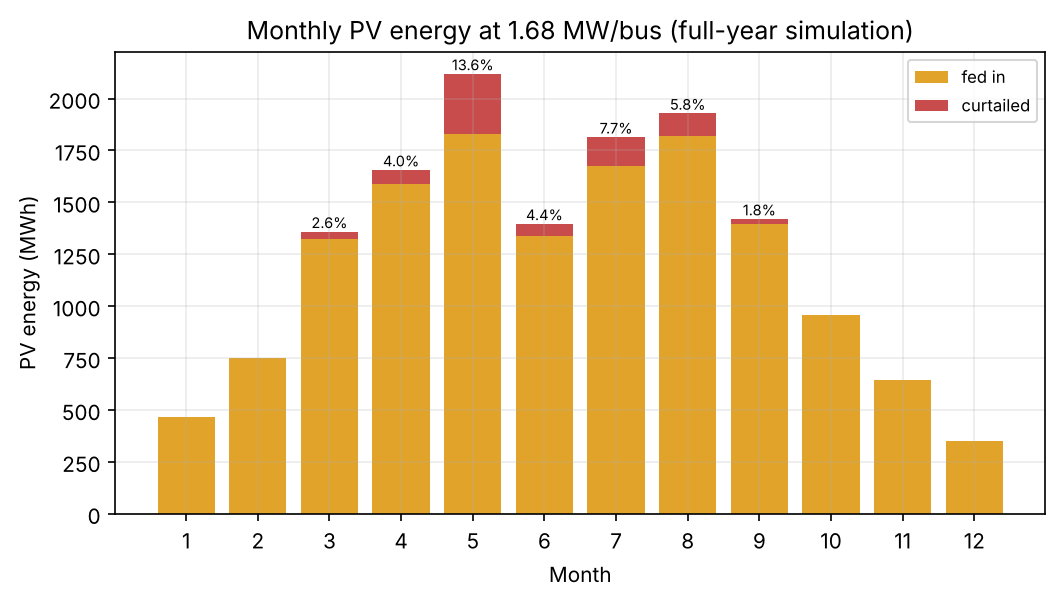 Monthly PV energy at 1.68 MW/bus (full-year simulation)
fed in
curtailed
PV energy (MWh)
2000
1750
1500
1250
1000
750
500
250
0
2.6%
4.0%
13.6%
4.4%
7.7%
5.8%
1.8%
1 2 3 4 5 6 7 8 9 10 11 12
Month